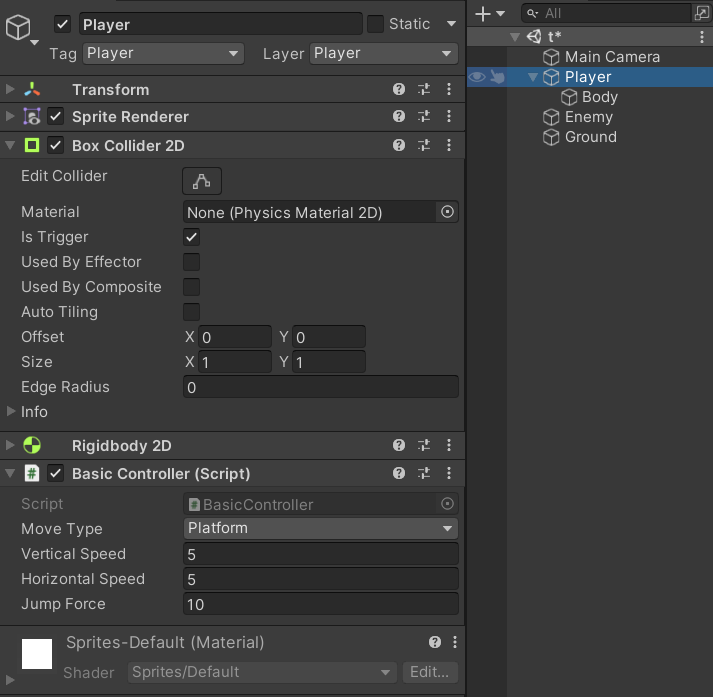 Player
Static
Tag Player
Layer Player
Transform
Sprite Renderer
Box Collider 2D
Edit Collider
Material None (Physics Material 2D)
Is Trigger
Used By Effector
Used By Composite
Auto Tiling
Offset X 0 Y 0
Size X 1 Y 1
Edge Radius 0
Info
Rigidbody 2D
# Basic Controller (Script)
Script # BasicController
Move Type Platform
Vertical Speed 5
Horizontal Speed 5
Jump Force 10
Sprites-Default (Material)
Shader Sprites/Default Edit...
All
t*
Main Camera
Player
Body
Enemy
Ground